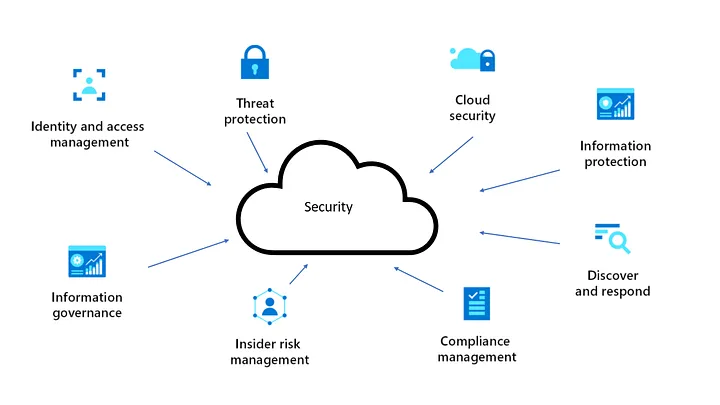 Threat
protection
Cloud
security
Identity and access
management
Information
protection
Security
Discover
and respond
Information
governance
Insider risk
management
Compliance
management